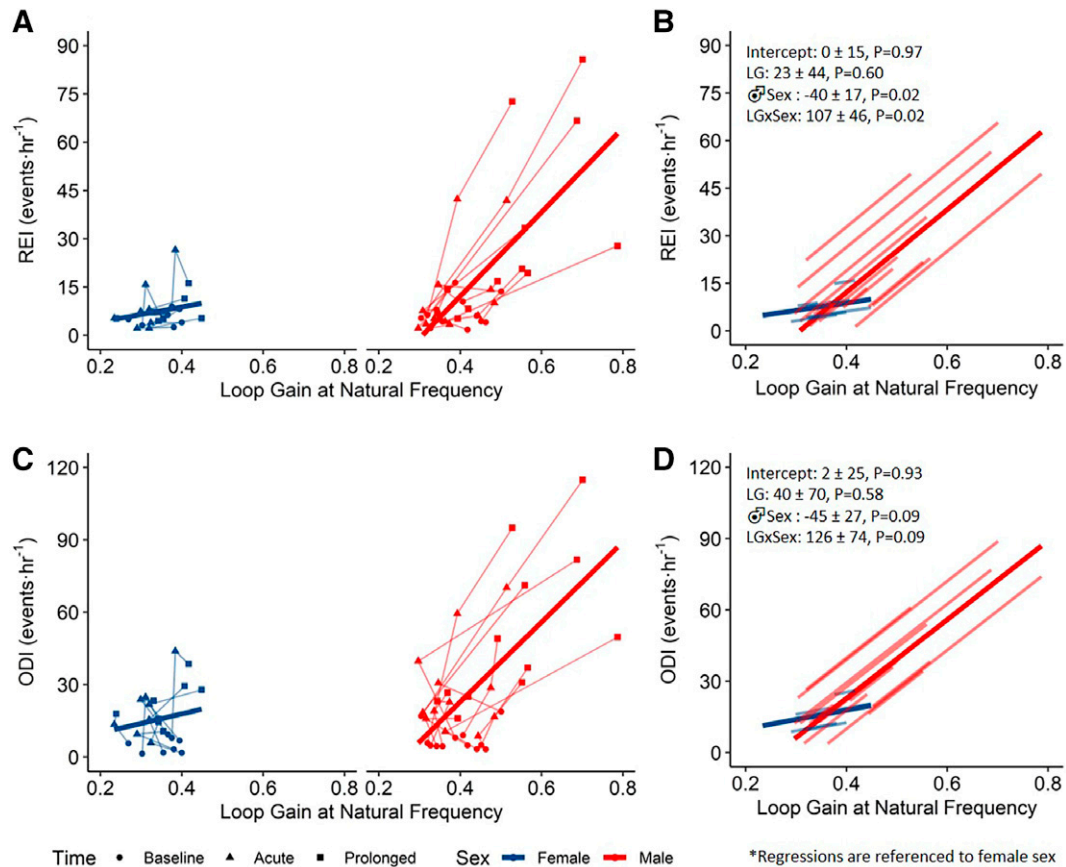 A
B
90
75
60
45
30
15
0
REI (events·hr⁻¹)
0.2 0.4 0.6 0.8 0.2 0.4 0.6 0.8
Loop Gain at Natural Frequency
90
75
60
45
30
15
0
REI (events·hr⁻¹)
Intercept: 0 ± 15, P=0.97
LG: 23 ± 44, P=0.60
♂Sex : -40 ± 17, P=0.02
LGxSex: 107 ± 46, P=0.02
0.2 0.4 0.6 0.8
Loop Gain at Natural Frequency
C
D
120
90
60
30
0
ODI (events·hr⁻¹)
0.2 0.4 0.6 0.8 0.2 0.4 0.6 0.8
Loop Gain at Natural Frequency
120
90
60
30
0
ODI (events·hr⁻¹)
Intercept: 2 ± 25, P=0.93
LG: 40 ± 70, P=0.58
♂Sex : -45 ± 27, P=0.09
LGxSex: 126 ± 74, P=0.09
0.2 0.4 0.6 0.8
Loop Gain at Natural Frequency
Time Baseline Acute Prolonged Sex Female Male
*Regressions are referenced to female sex